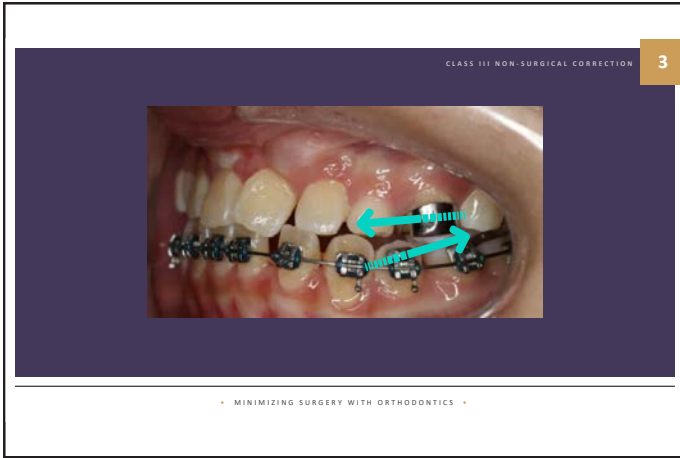 CLASS III NON-SURGICAL CORRECTION
3
• MINIMIZING SURGERY WITH ORTHODONTICS •